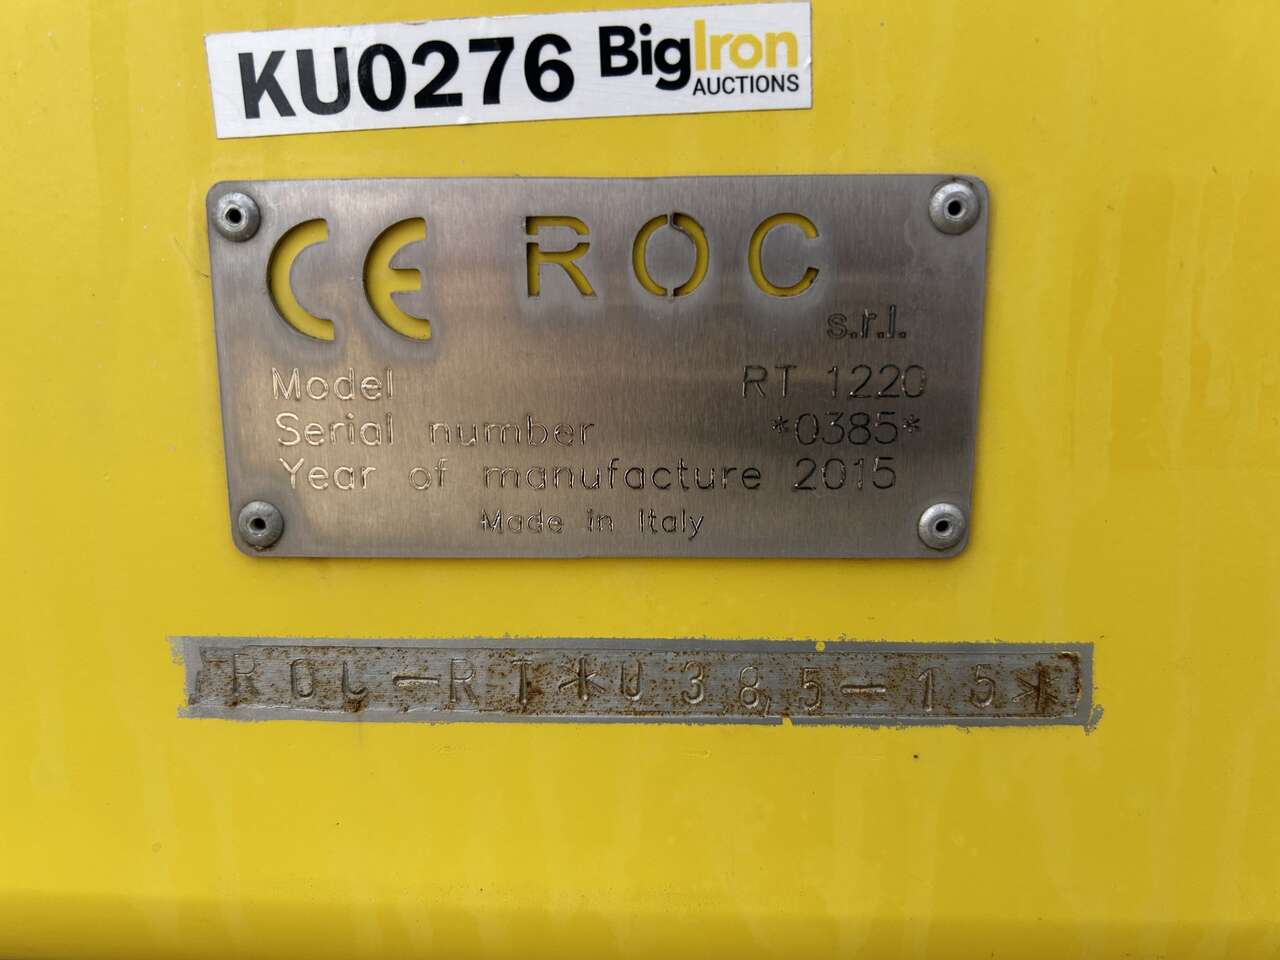 KU0276 BigIron
AUCTIONS
CE ROC
s.r.l.
Model RT 1220
Serial number *0385*
Year of manufacture 2015
Made in Italy
ROC-RT*0385-15*